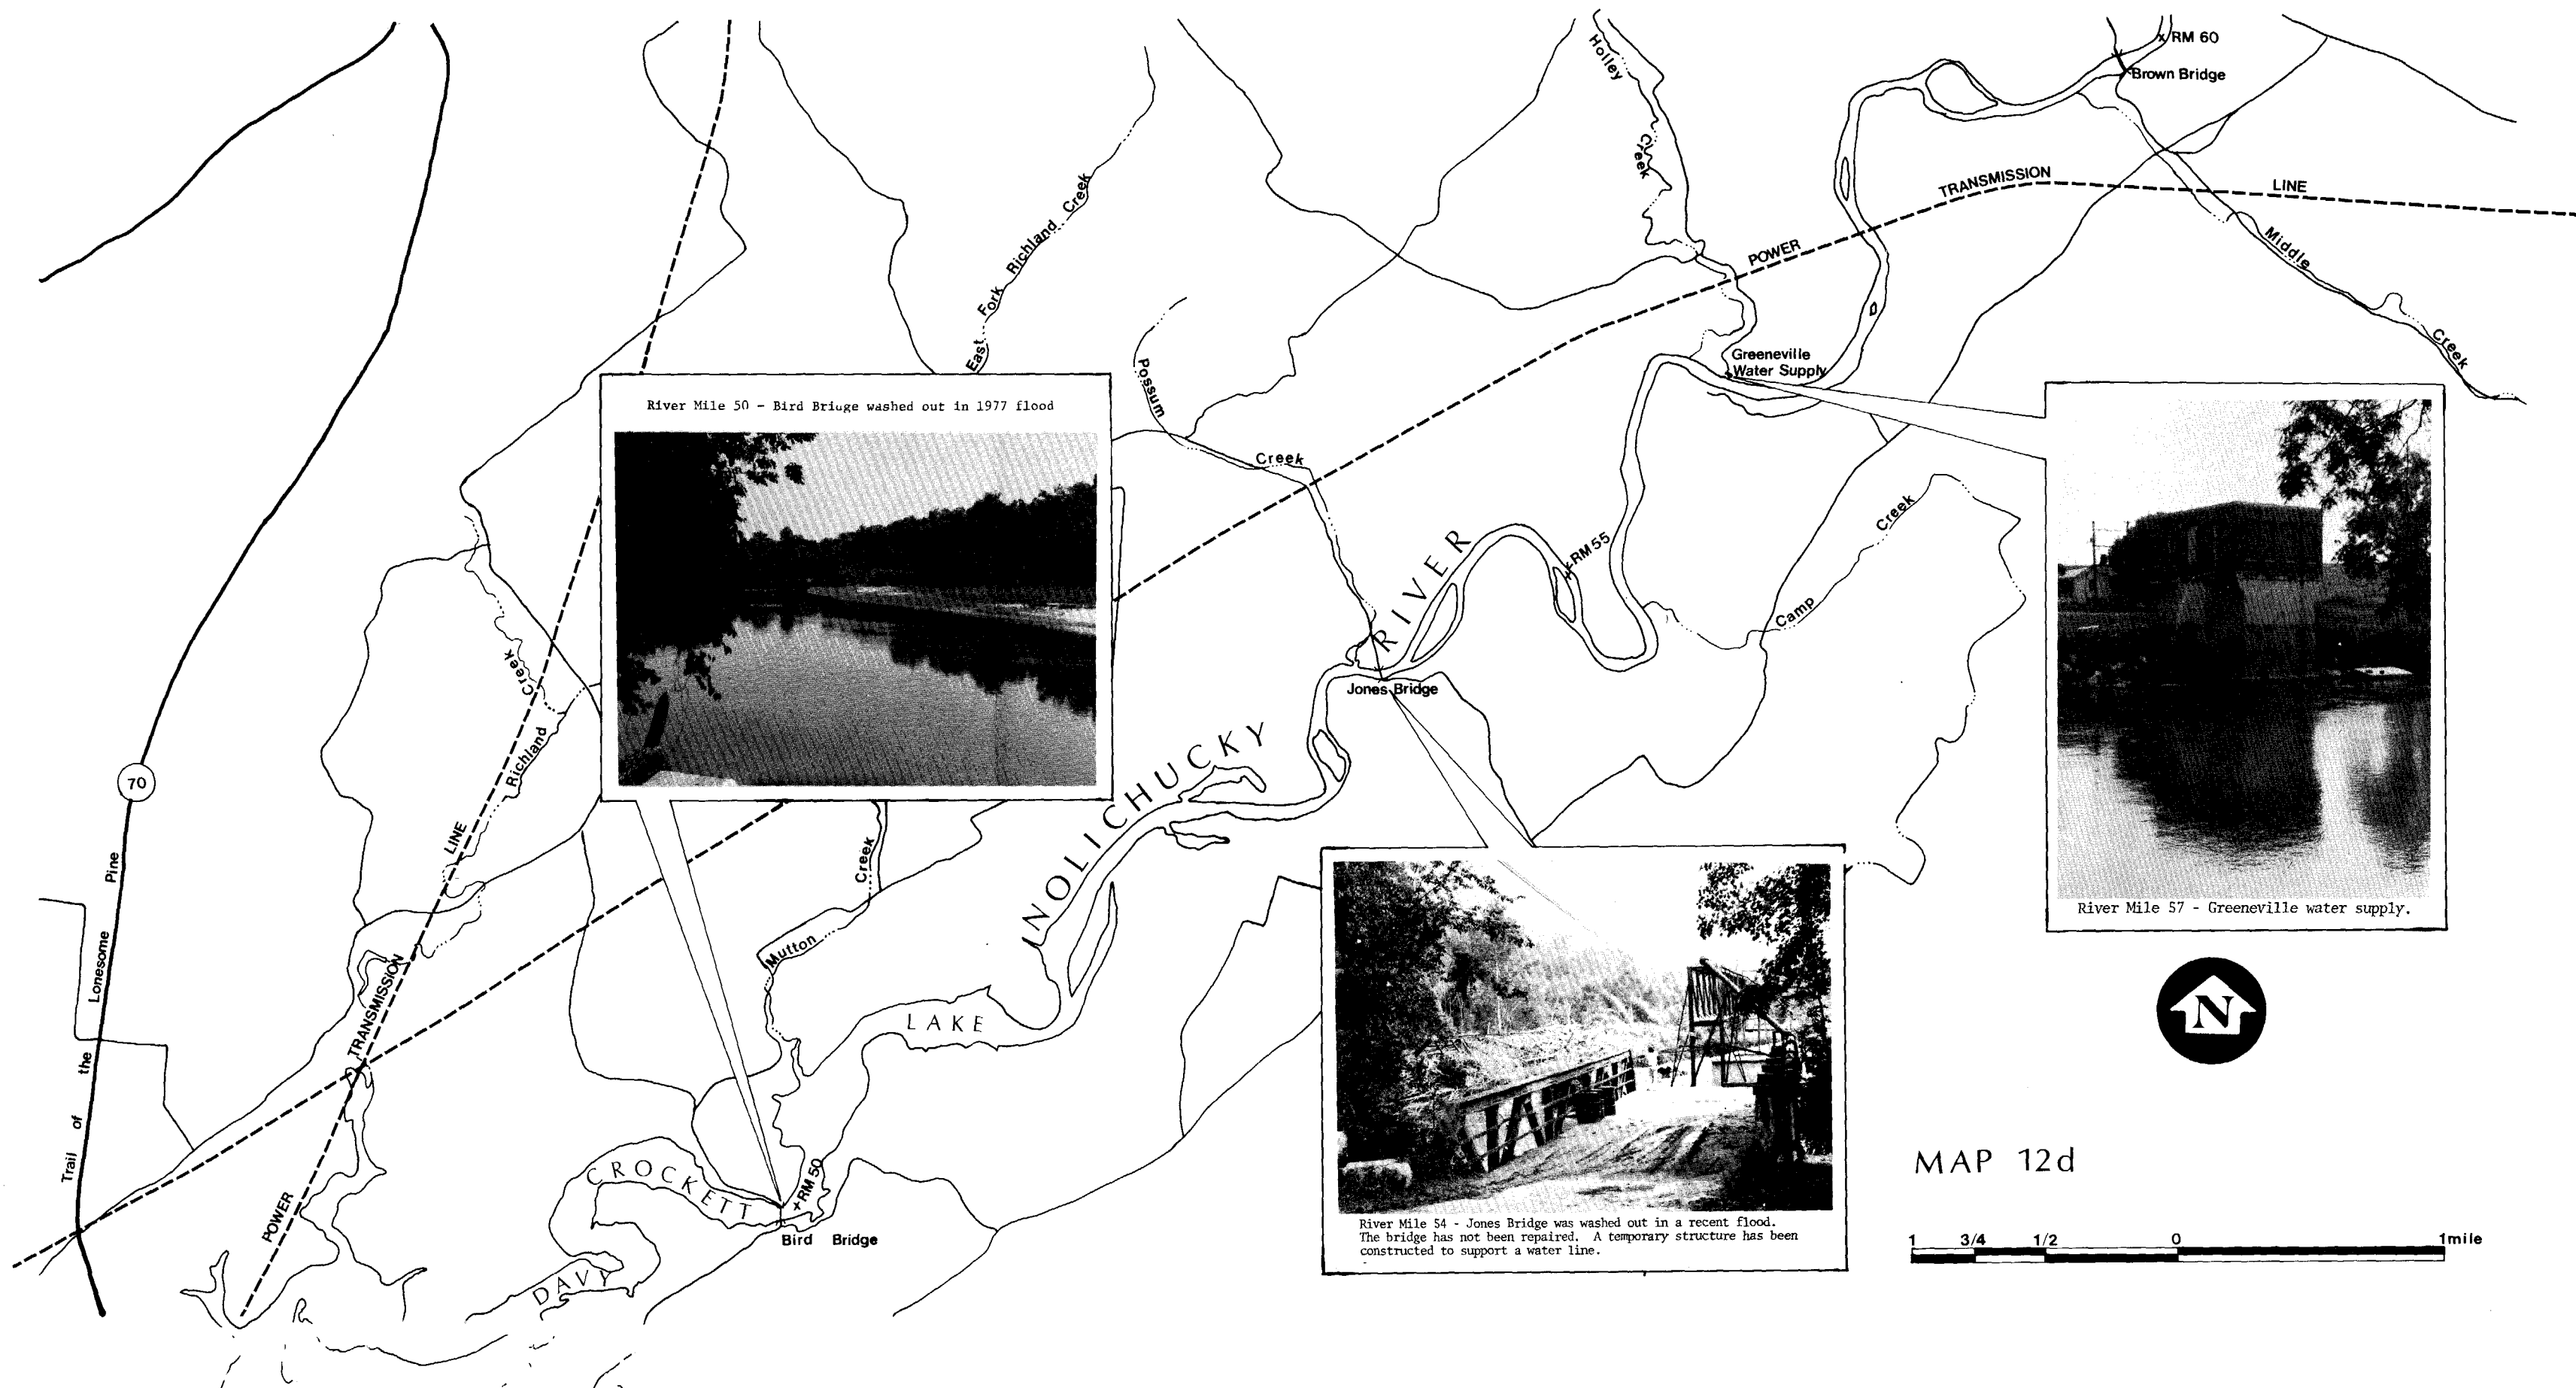 RM 60
Brown Bridge
Holley
Creek
TRANSMISSION
LINE
POWER
Middle
Creek
East Fork Richland Creek
Possum
Creek
Greeneville
Water Supply
River Mile 50 - Bird Bridge washed out in 1977 flood
RM 55
RIVER
Camp Creek
Jones Bridge
NOLICHUCKY
River Mile 57 - Greeneville water supply.
N
Richland Creek
70
Trail of the Lonesome Pine
POWER TRANSMISSION LINE
Mutton Creek
LAKE
RM 50
CROCKETT
Bird Bridge
DAVY
River Mile 54 - Jones Bridge was washed out in a recent flood.
The bridge has not been repaired. A temporary structure has been
constructed to support a water line.
MAP 12d
1 3/4 1/2 0 1mile